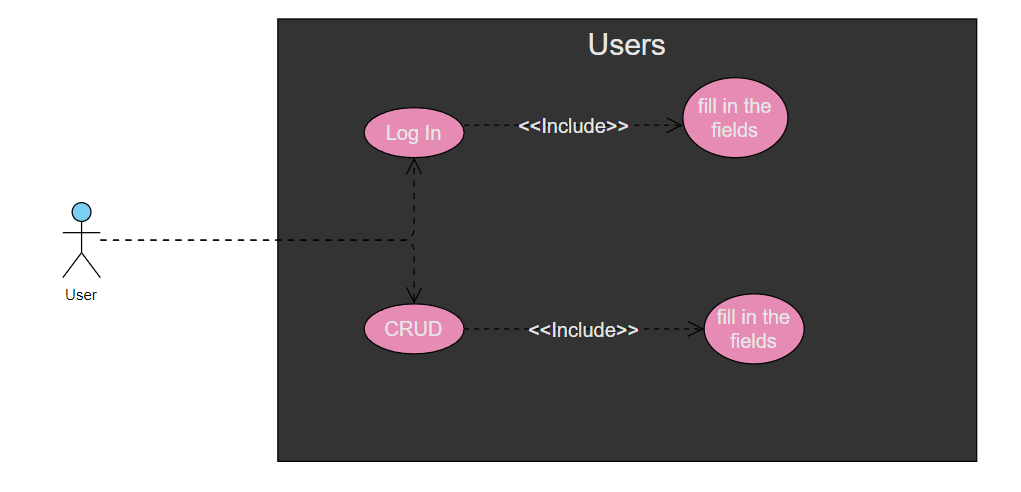 Users
Log In
<<Include>>
fill in the
fields
User
CRUD
<<Include>>
fill in the
fields